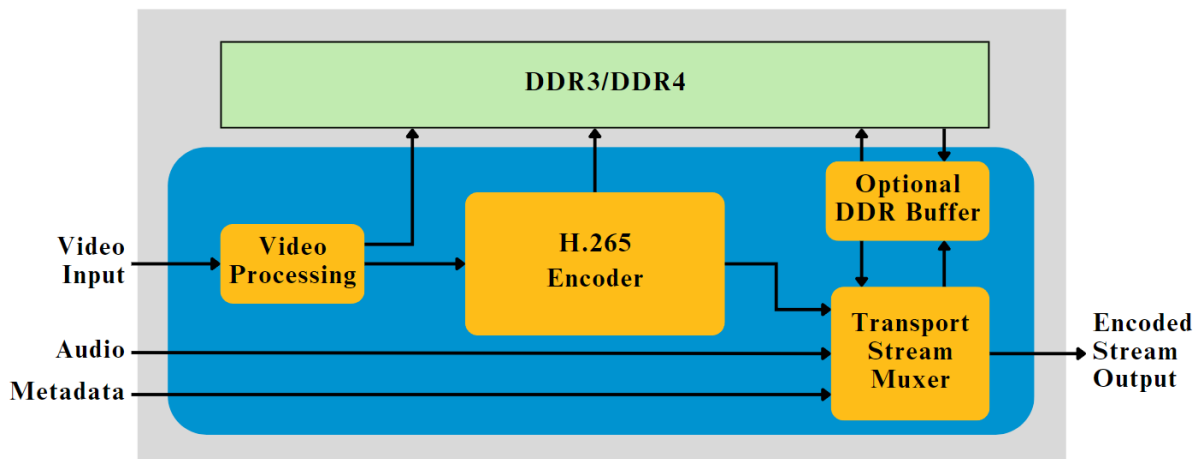 DDR3/DDR4
Optional
DDR Buffer
Video
Input
Video
Processing
H.265
Encoder
Transport
Stream
Muxer
Audio
Metadata
Encoded
Stream
Output